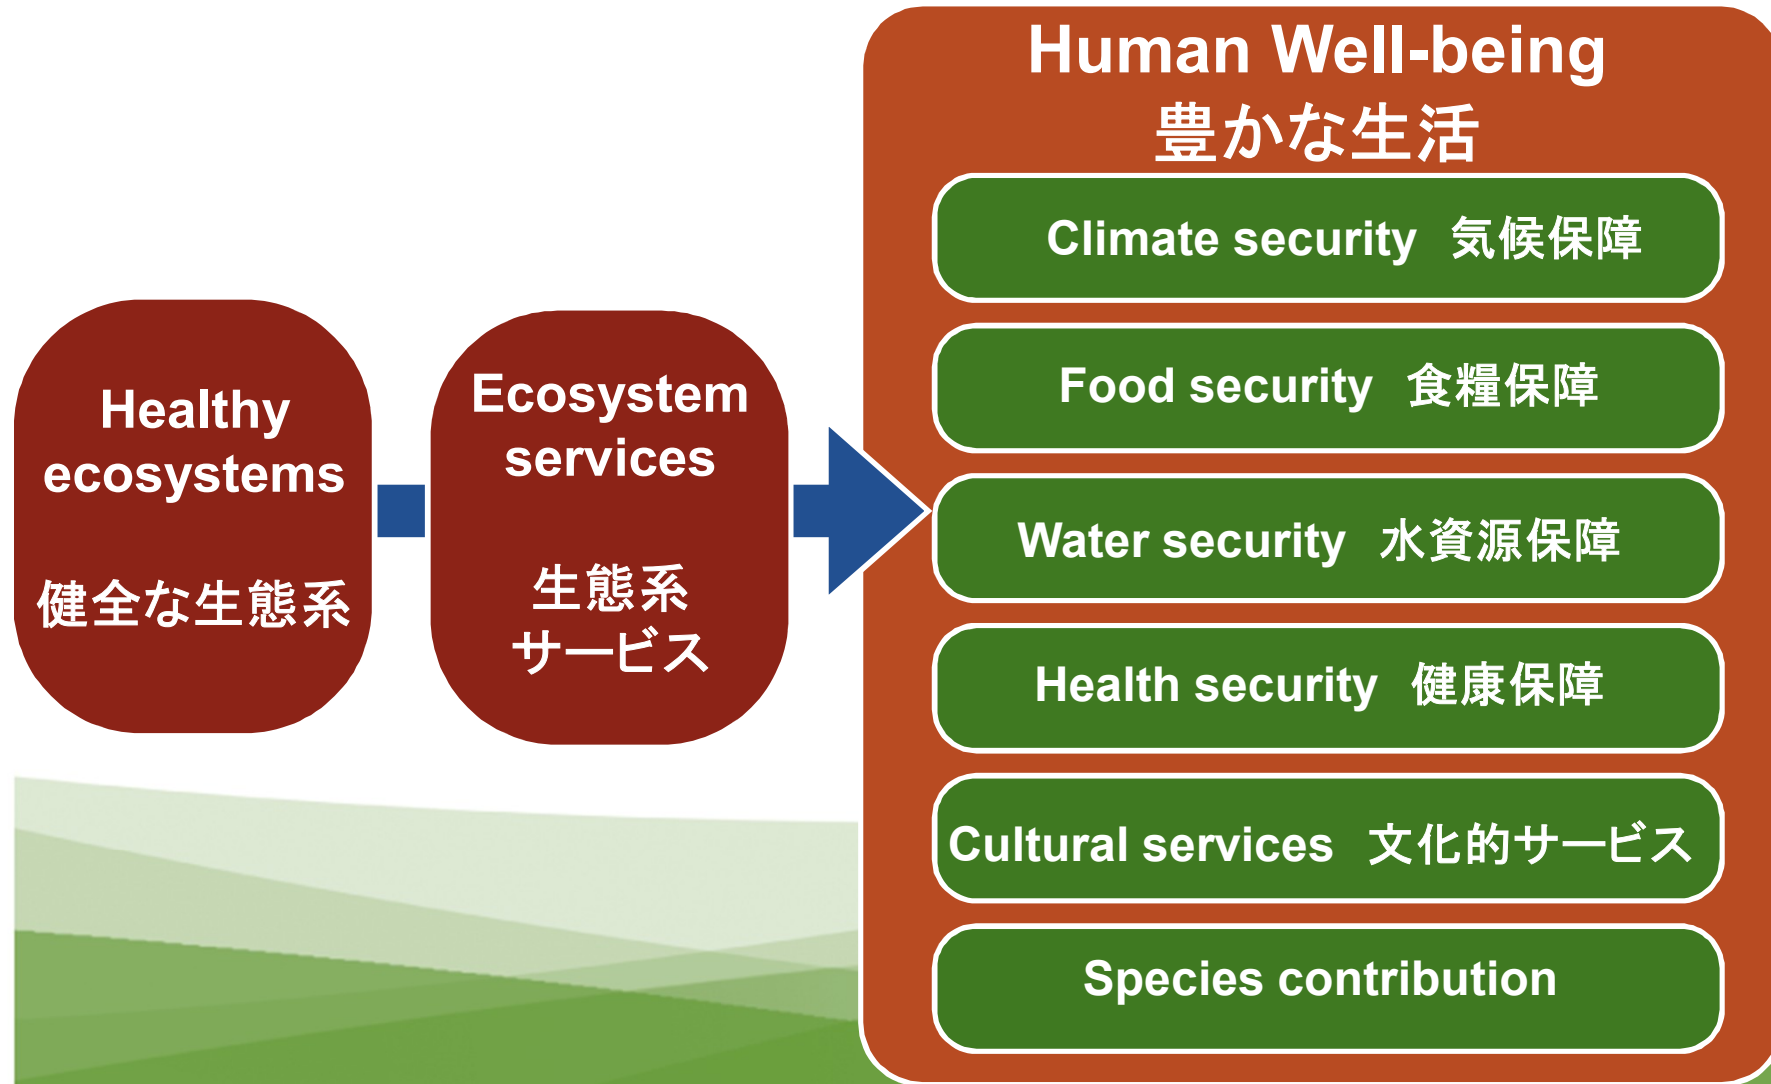 Healthy
ecosystems
健全な生態系
Ecosystem
services
生態系
サービス
Human Well-being
豊かな生活
Climate security 気候保障
Food security 食糧保障
Water security 水資源保障
Health security 健康保障
Cultural services 文化的サービス
Species contribution